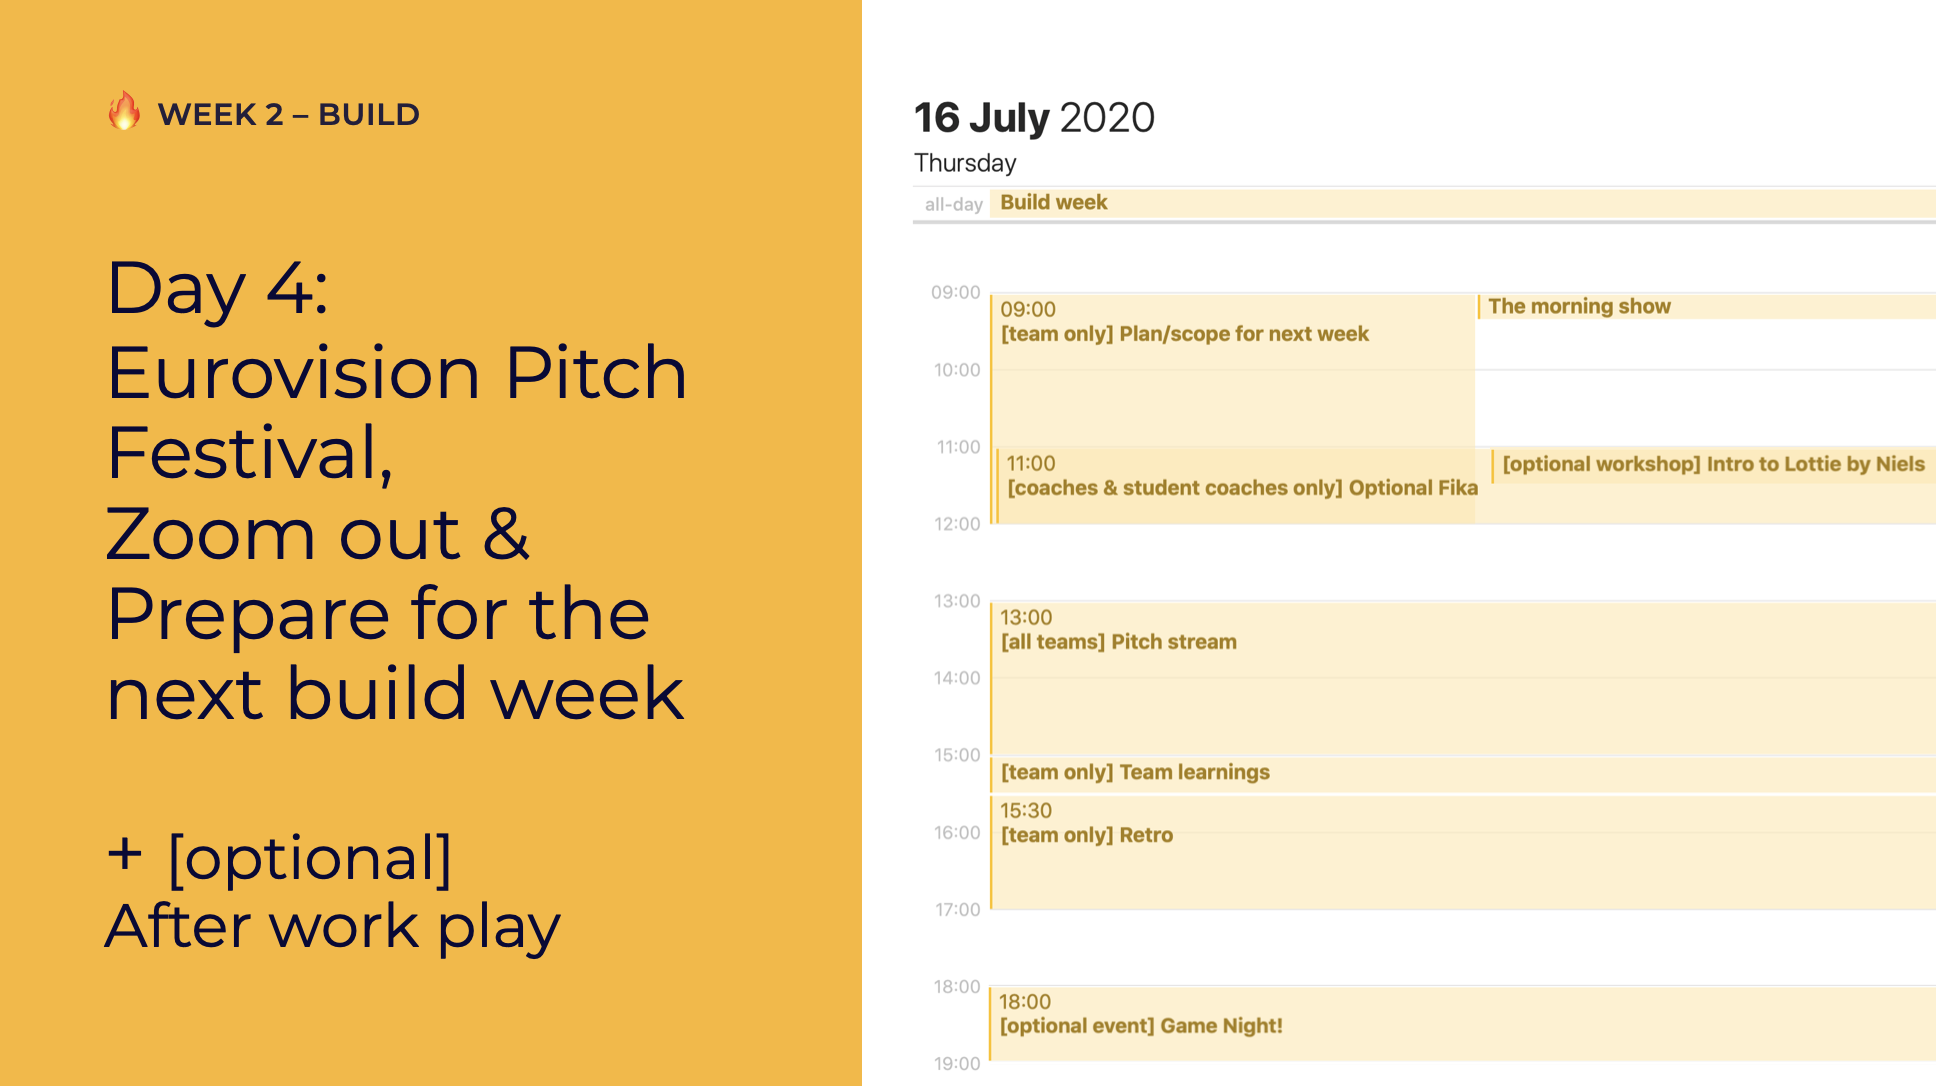 🔥 WEEK 2 – BUILD
Day 4:
Eurovision Pitch
Festival,
Zoom out &
Prepare for the
next build week
+ [optional]
After work play
16 July 2020
Thursday
all-day Build week
09:00
09:00
[team only] Plan/scope for next week
The morning show
10:00
11:00
11:00
[coaches & student coaches only] Optional Fika
[optional workshop] Intro to Lottie by Niels
12:00
13:00
13:00
[all teams] Pitch stream
14:00
15:00
[team only] Team learnings
15:30
[team only] Retro
16:00
17:00
18:00
18:00
[optional event] Game Night!
19:00